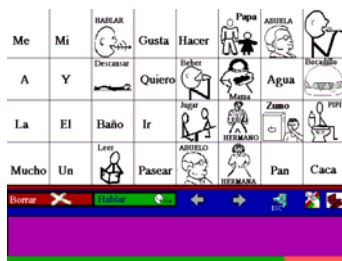 Me Mi HABLAR Gusta Hacer Papa ABUELA
A Y Descansar Quiero Beber Mama Agua Bocadillo
La El Baño Ir Jugar HERMANO Zumo PIPI
Mucho Un Leer Pasear ABUELO HERMANA Pan Caca
Borrar Hablar ESC